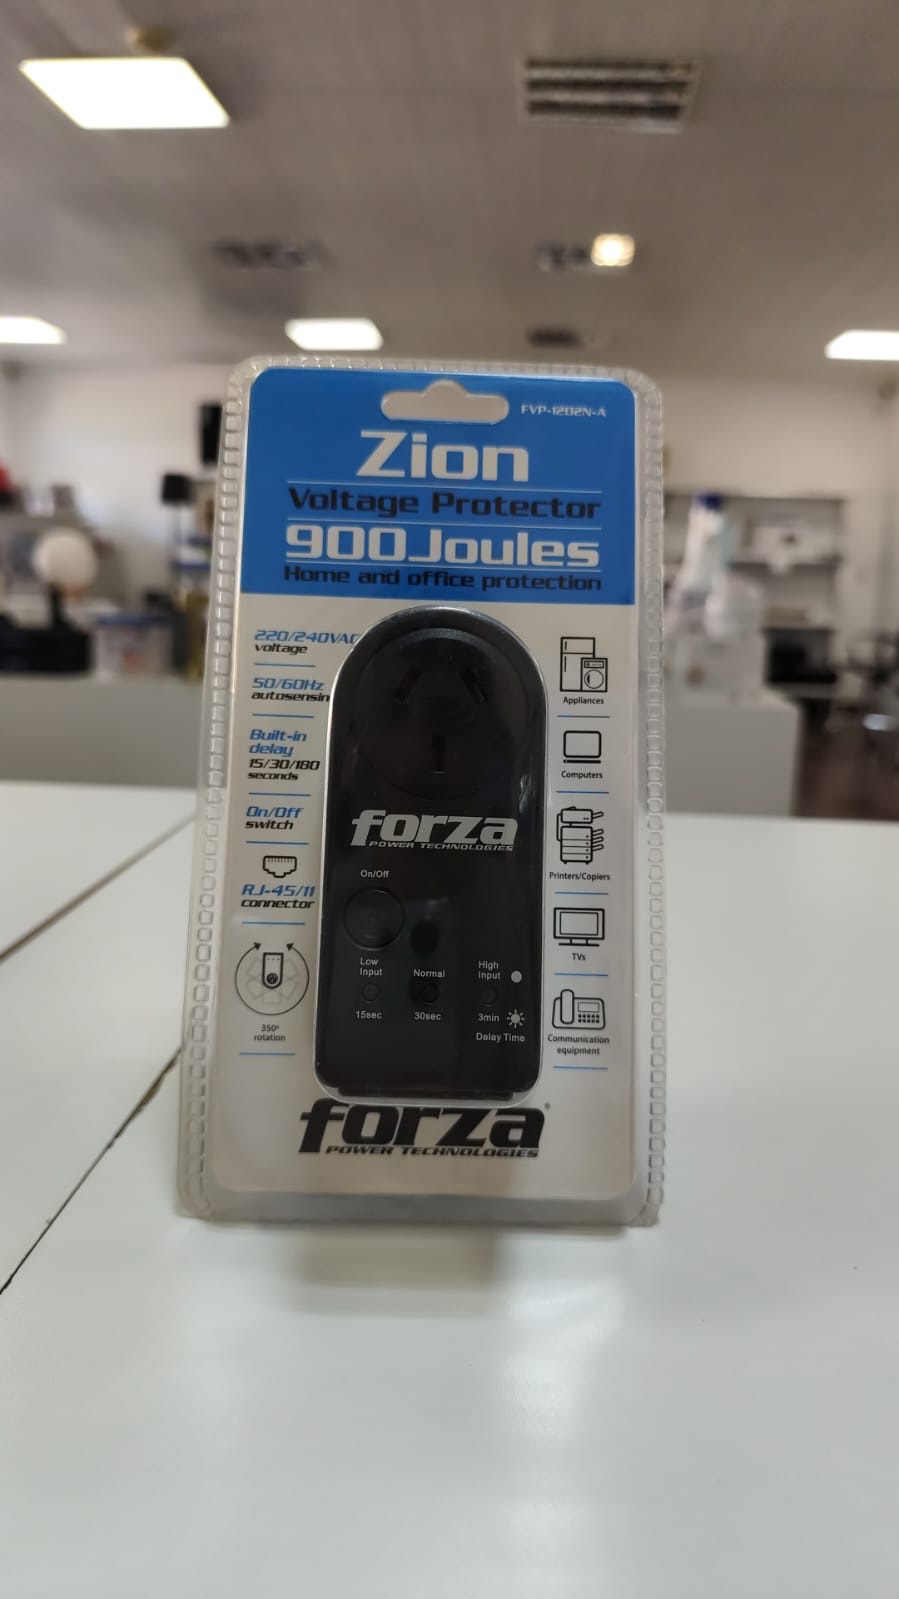 FVP-1202N-A
Zion
Voltage Protector
900Joules
Home and office protection
220/240VAC
voltage
50/60Hz
autosensin
Built-in
delay
15/30/180
seconds
On/Off
switch
RJ-45/11
connector
350º
rotation
forza
POWER TECHNOLOGIES
On/Off
Low
Input
Normal
High
Input
15sec
30sec
3min
Delay Time
Appliances
Computers
Printers/Copiers
TVs
Communication
equipment
forza®
POWER TECHNOLOGIES